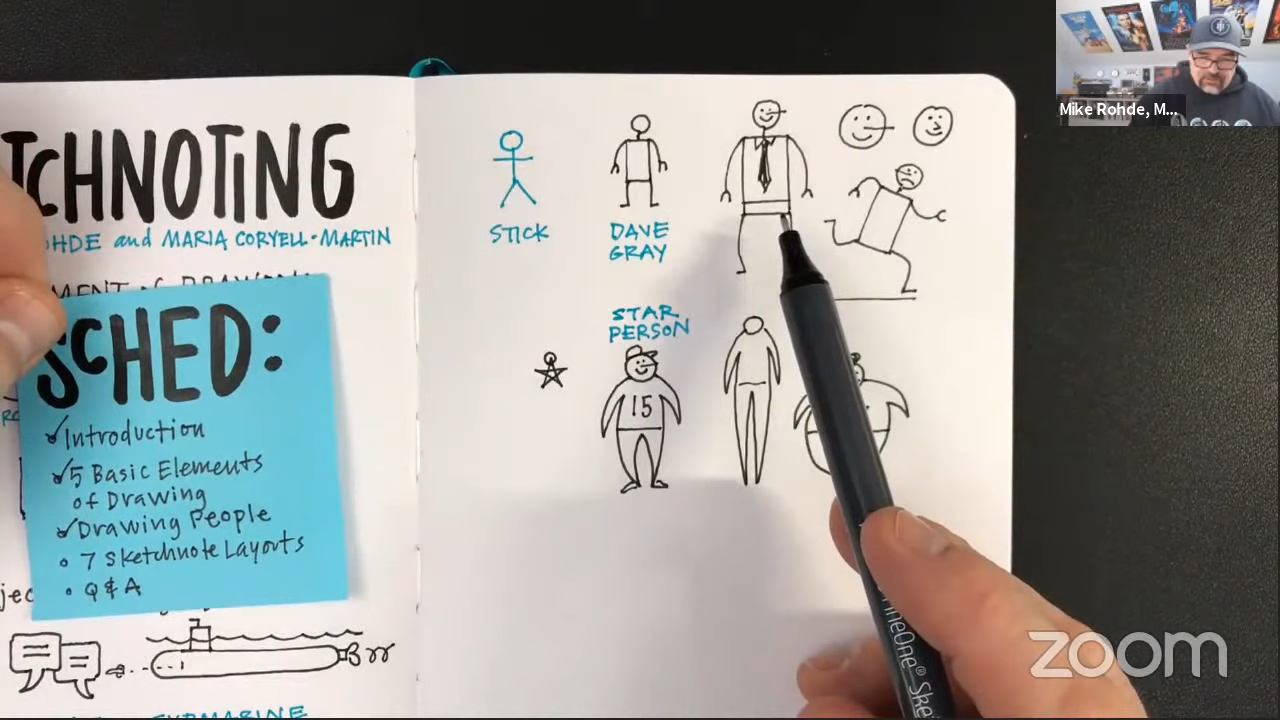 TCHNOTING
OHDE and MARIA CORYELL-MARTIN
SCHED:
Introduction
5 Basic Elements
of Drawing
Drawing People
7 Sketchnote Layouts
Q & A
STICK
DAVE
GRAY
STAR
PERSON
15
SUBMARINE
Mike Rohde, M...
zoom